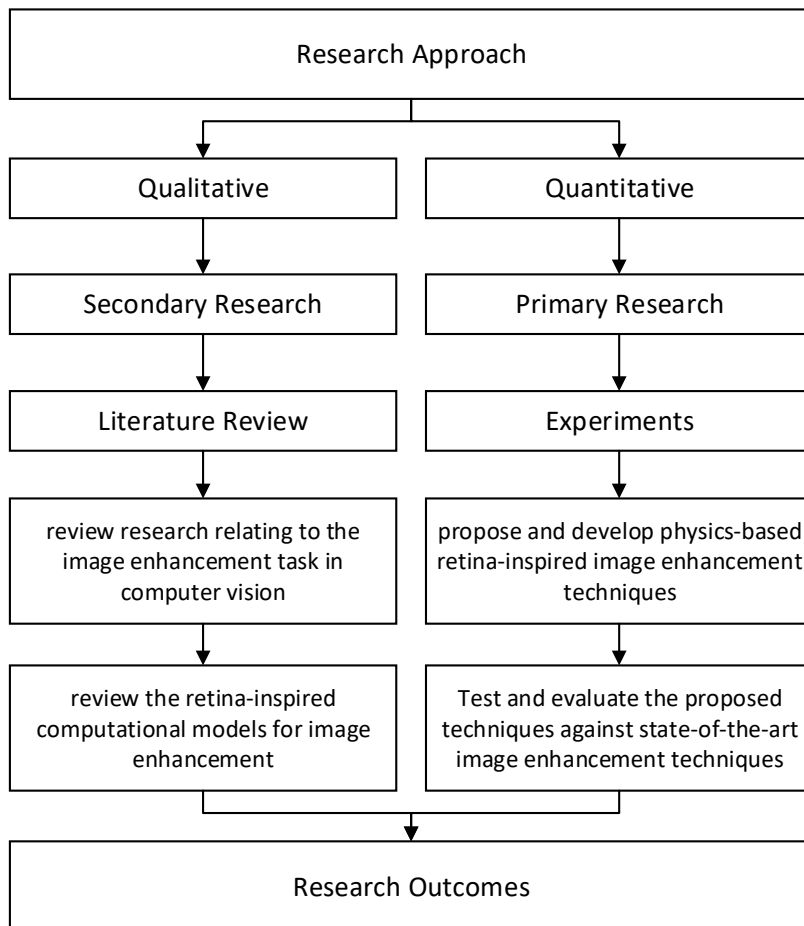 Research Approach
Qualitative
Quantitative
Secondary Research
Primary Research
Literature Review
Experiments
review research relating to the
image enhancement task in
computer vision
propose and develop physics-based
retina-inspired image enhancement
techniques
review the retina-inspired
computational models for image
enhancement
Test and evaluate the proposed
techniques against state-of-the-art
image enhancement techniques
Research Outcomes